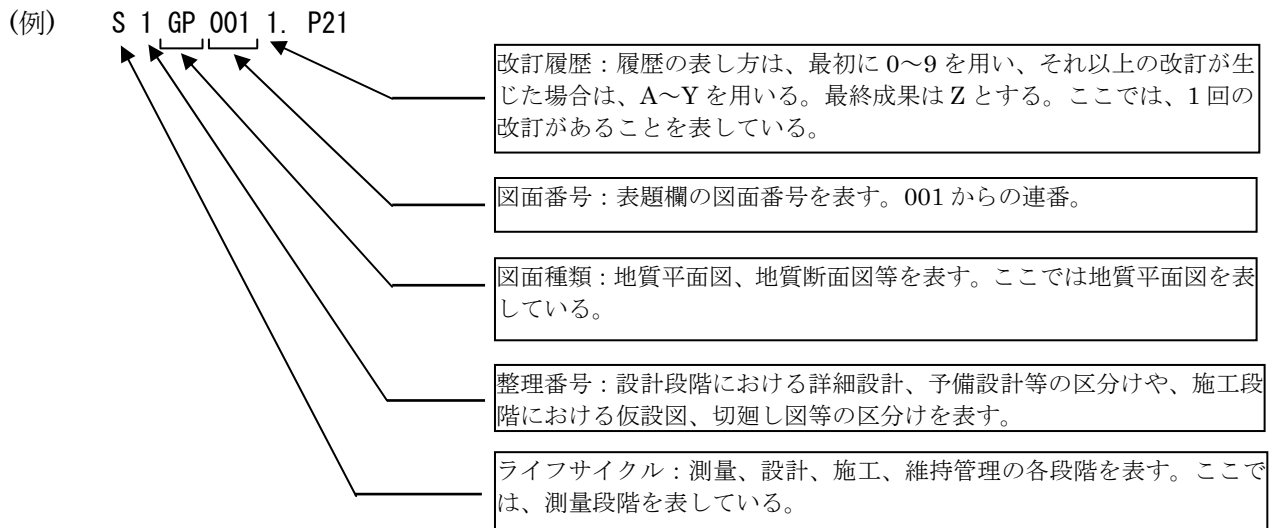 (例) S 1 GP 001 1. P21
改訂履歴：履歴の表し方は、最初に 0～9 を用い、それ以上の改訂が生
じた場合は、A～Y を用いる。最終成果は Z とする。ここでは、1 回の
改訂があることを表している。
図面番号：表題欄の図面番号を表す。001 からの連番。
図面種類：地質平面図、地質断面図等を表す。ここでは地質平面図を表
している。
整理番号：設計段階における詳細設計、予備設計等の区分けや、施工段
階における仮設図、切廻し図等の区分けを表す。
ライフサイクル：測量、設計、施工、維持管理の各段階を表す。ここで
は、測量段階を表している。